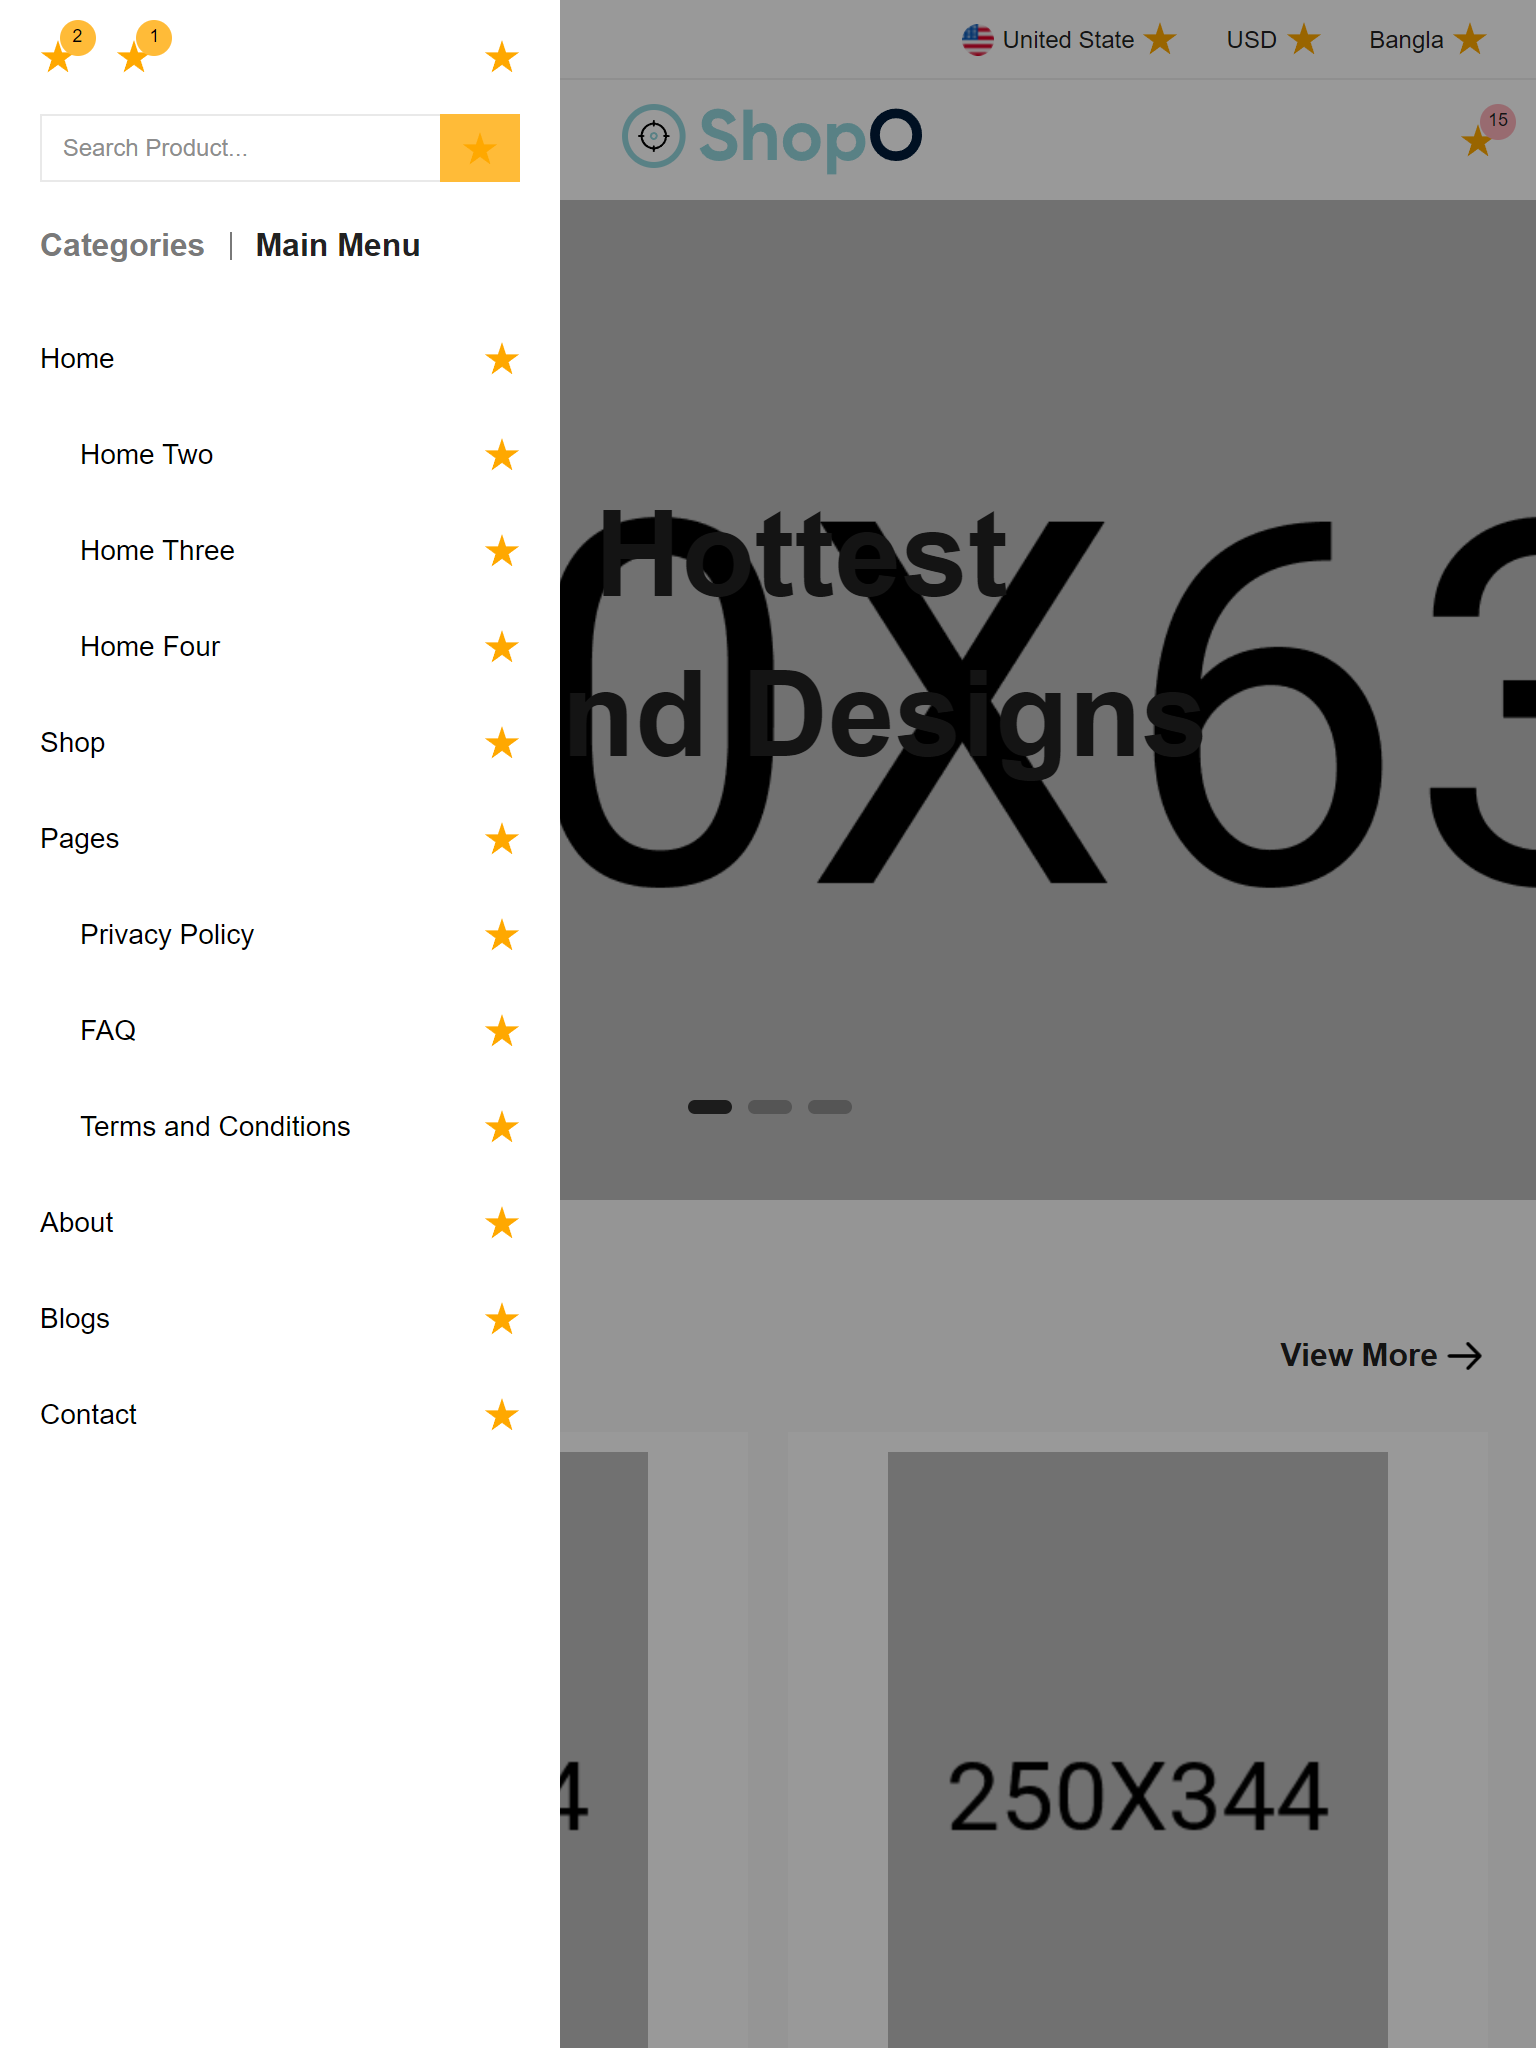 2 1
United State USD Bangla
Search Product...
ShopO
15
Categories | Main Menu
Home
Home Two
Home Three
Home Four
Shop
Pages
Privacy Policy
FAQ
Terms and Conditions
About
Blogs
Contact
0X63
Hottest
nd Designs
View More
4
250X344